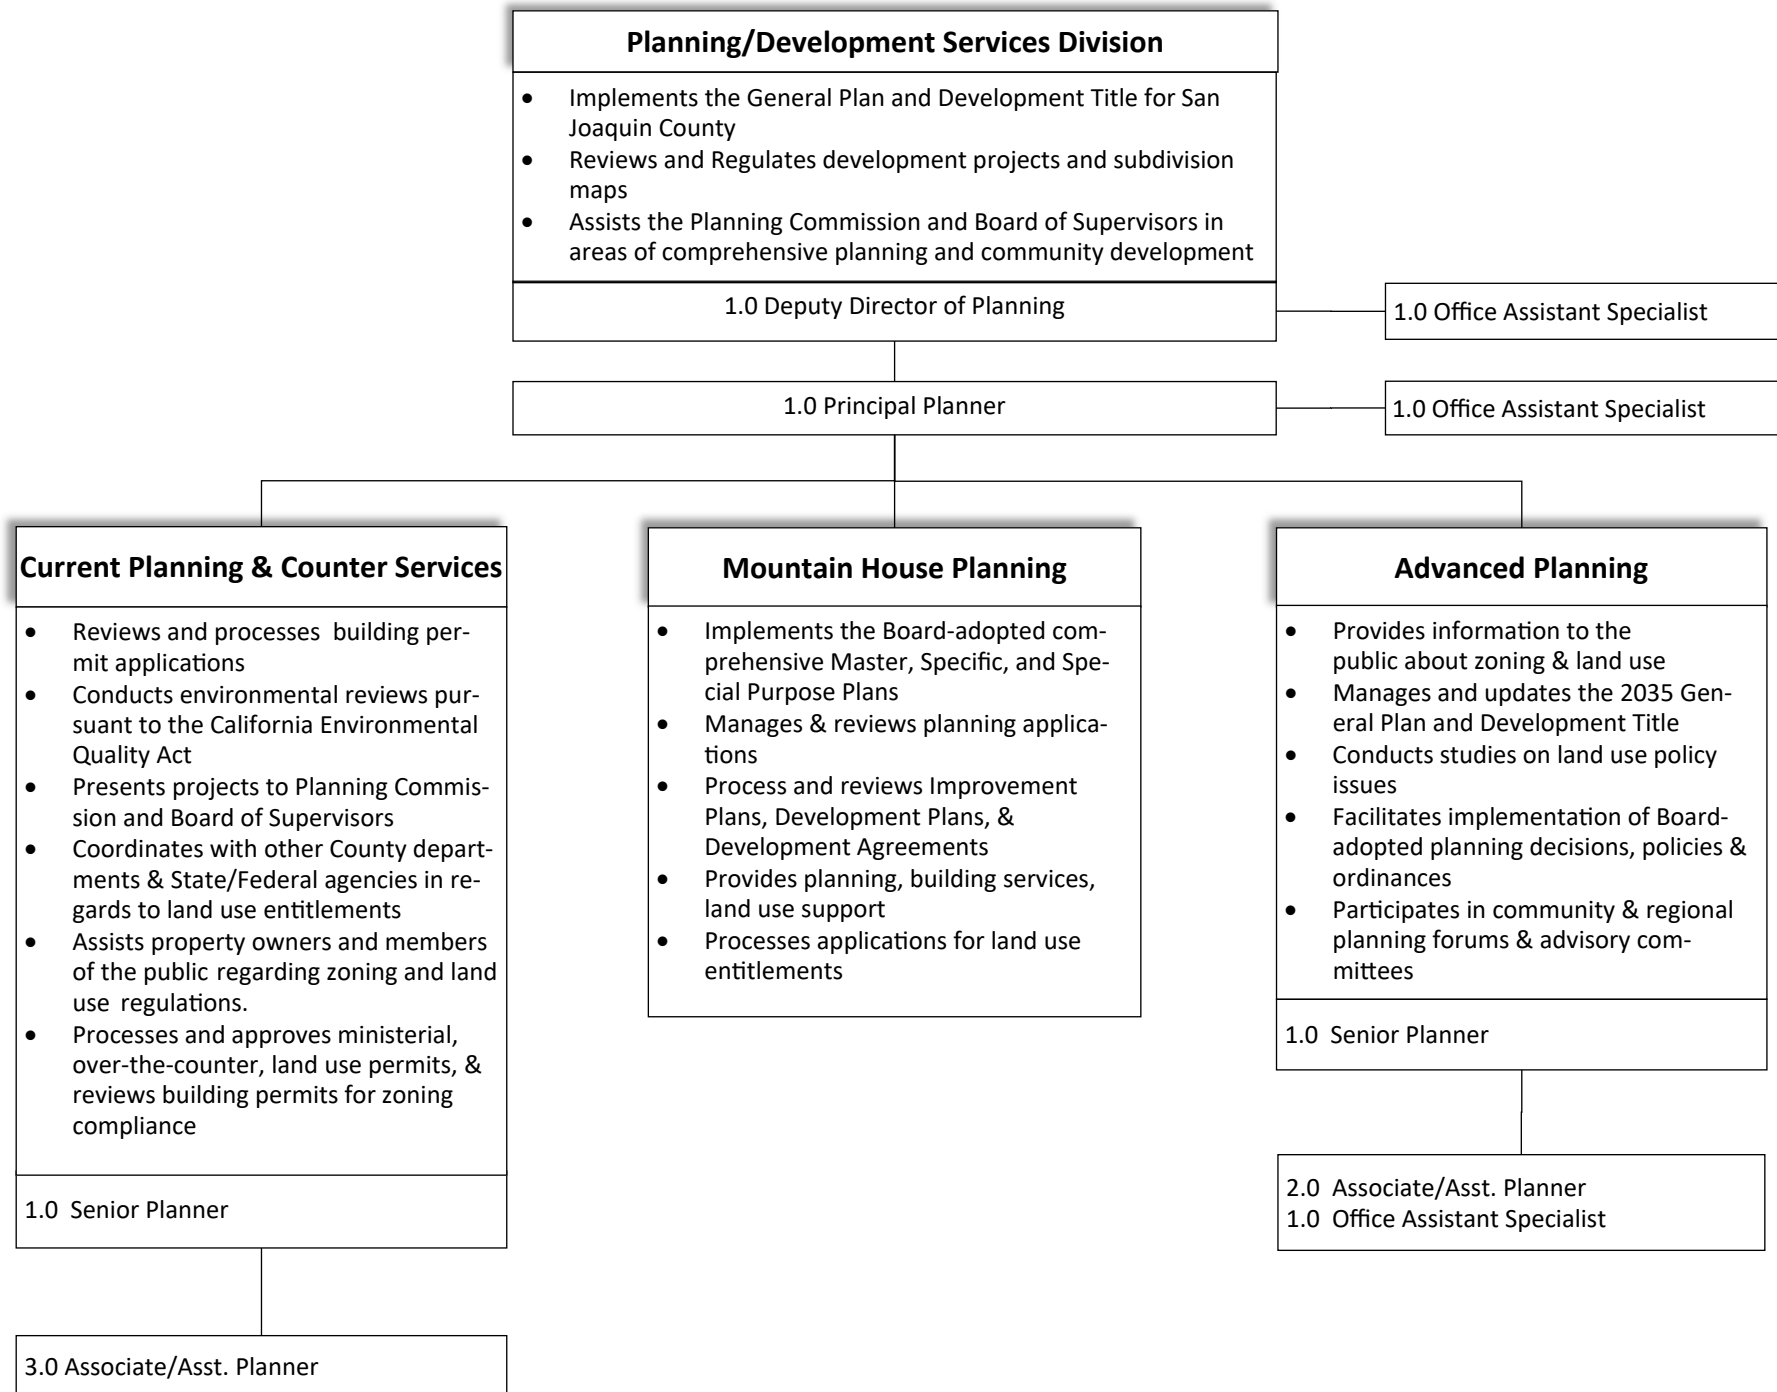 Planning/Development Services Division
• Implements the General Plan and Development Title for San
Joaquin County
• Reviews and Regulates development projects and subdivision
maps
• Assists the Planning Commission and Board of Supervisors in
areas of comprehensive planning and community development
1.0 Deputy Director of Planning
1.0 Office Assistant Specialist
1.0 Principal Planner
1.0 Office Assistant Specialist
Current Planning & Counter Services
• Reviews and processes building per-
mit applications
• Conducts environmental reviews pur-
suant to the California Environmental
Quality Act
• Presents projects to Planning Commis-
sion and Board of Supervisors
• Coordinates with other County depart-
ments & State/Federal agencies in re-
gards to land use entitlements
• Assists property owners and members
of the public regarding zoning and land
use regulations.
• Processes and approves ministerial,
over-the-counter, land use permits, &
reviews building permits for zoning
compliance
1.0 Senior Planner
3.0 Associate/Asst. Planner
Mountain House Planning
• Implements the Board-adopted com-
prehensive Master, Specific, and Spe-
cial Purpose Plans
• Manages & reviews planning applica-
tions
• Process and reviews Improvement
Plans, Development Plans, &
Development Agreements
• Provides planning, building services,
land use support
• Processes applications for land use
entitlements
Advanced Planning
• Provides information to the
public about zoning & land use
• Manages and updates the 2035 Gen-
eral Plan and Development Title
• Conducts studies on land use policy
issues
• Facilitates implementation of Board-
adopted planning decisions, policies &
ordinances
• Participates in community & regional
planning forums & advisory com-
mittees
1.0 Senior Planner
2.0 Associate/Asst. Planner
1.0 Office Assistant Specialist